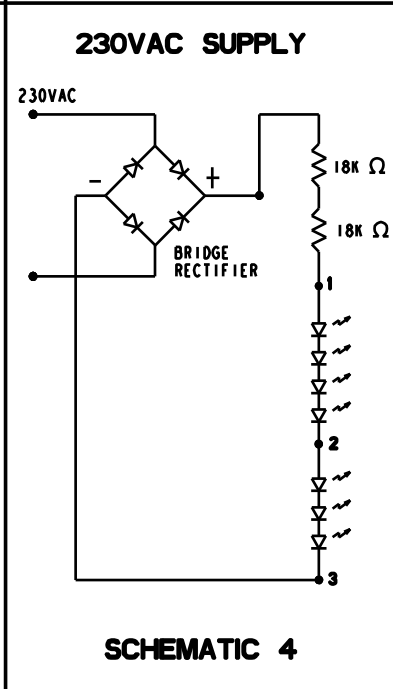 230VAC SUPPLY
230VAC
−
+
18K Ω
18K Ω
BRIDGE
RECTIFIER
1
2
3
SCHEMATIC 4